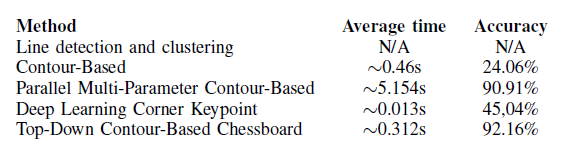 Method Average time Accuracy
Line detection and clustering N/A N/A
Contour-Based ~0.46s 24.06%
Parallel Multi-Parameter Contour-Based ~5.154s 90.91%
Deep Learning Corner Keypoint ~0.013s 45,04%
Top-Down Contour-Based Chessboard ~0.312s 92.16%